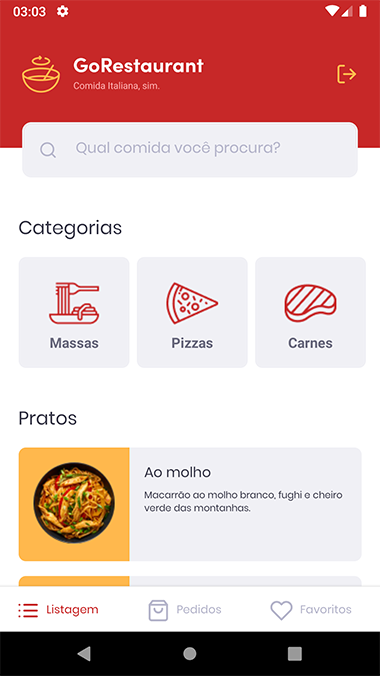 03:03
GoRestaurant
Comida Italiana, sim.
Qual comida você procura?
Categorias
Massas
Pizzas
Carnes
Pratos
Ao molho
Macarrão ao molho branco, fughi e cheiro
verde das montanhas.
Listagem
Pedidos
Favoritos